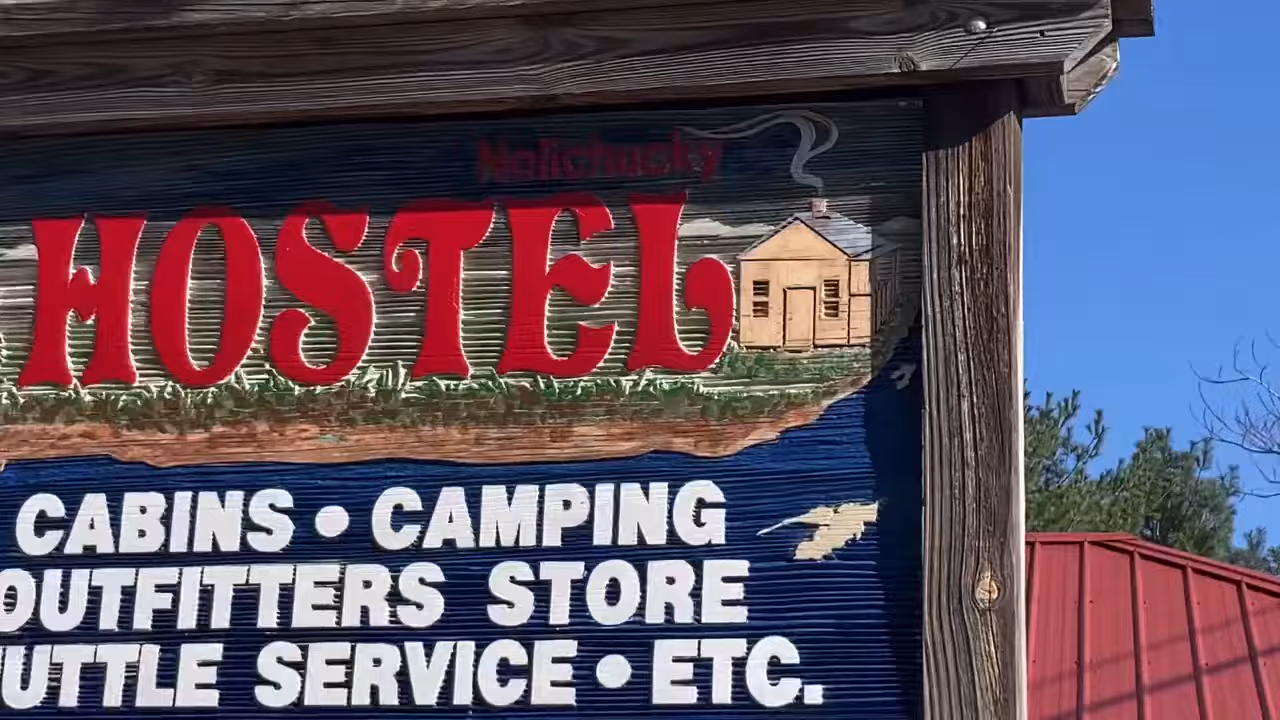 Nolichucky
HOSTEL
CABINS • CAMPING
OUTFITTERS STORE
UTTLE SERVICE • ETC.